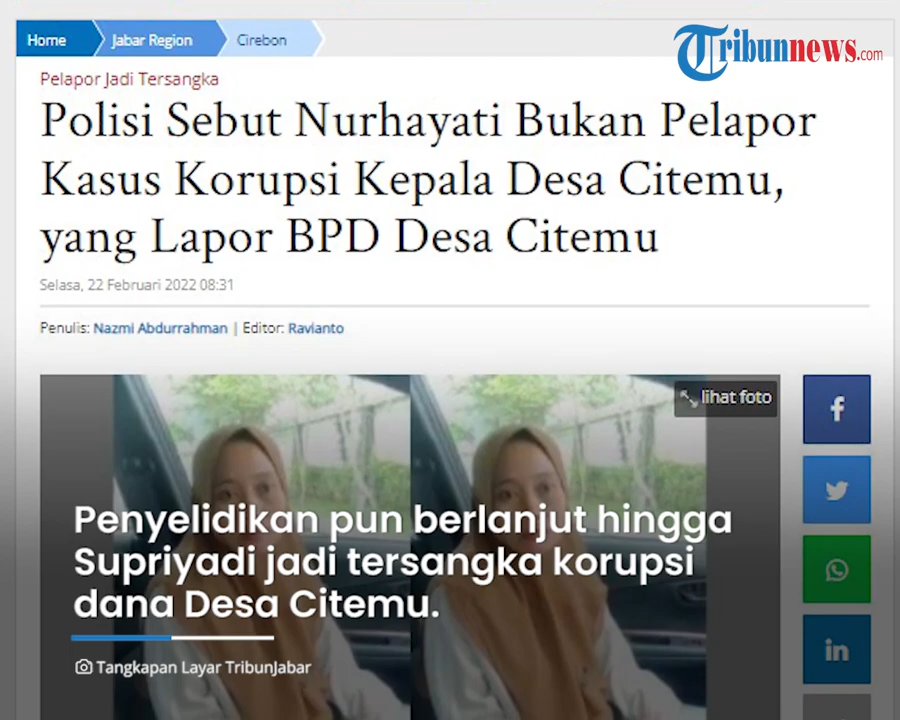 Home Jabar Region Cirebon
Tribunnews.com
Pelapor Jadi Tersangka
Polisi Sebut Nurhayati Bukan Pelapor
Kasus Korupsi Kepala Desa Citemu,
yang Lapor BPD Desa Citemu
Selasa, 22 Februari 2022 08:31
Penulis: Nazmi Abdurrahman | Editor: Ravianto
lihat foto
Penyelidikan pun berlanjut hingga
Supriyadi jadi tersangka korupsi
dana Desa Citemu.
Tangkapan Layar TribunJabar